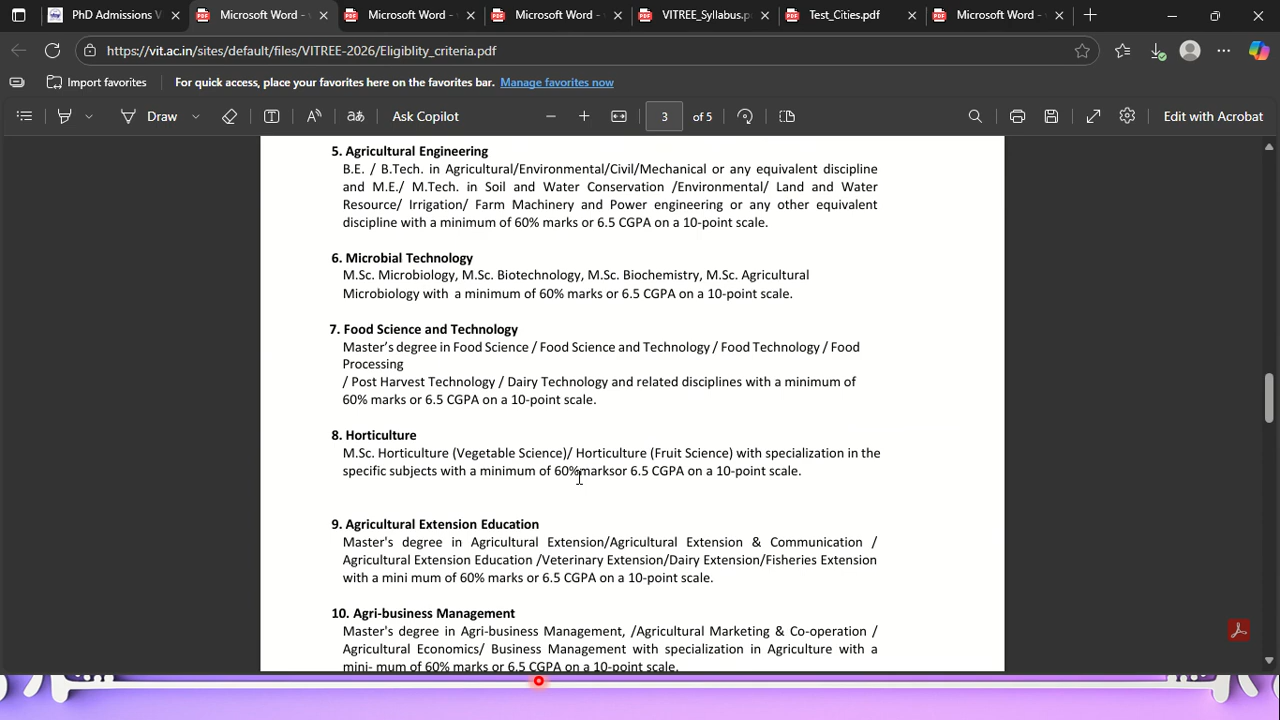 PhD Admissions V
Microsoft Word -
Microsoft Word - 
Microsoft Word - 
VITREE_Syllabus.p
Test_Cities.pdf
Microsoft Word - 
https://vit.ac.in/sites/default/files/VITREE-2026/Eligiblity_criteria.pdf
Import favorites
For quick access, place your favorites here on the favorites bar. Manage favorites now
Draw
Ask Copilot
3 of 5
Edit with Acrobat
5. Agricultural Engineering
B.E. / B.Tech. in Agricultural/Environmental/Civil/Mechanical or any equivalent discipline
and M.E./ M.Tech. in Soil and Water Conservation /Environmental/ Land and Water
Resource/ Irrigation/ Farm Machinery and Power engineering or any other equivalent
discipline with a minimum of 60% marks or 6.5 CGPA on a 10-point scale.
6. Microbial Technology
M.Sc. Microbiology, M.Sc. Biotechnology, M.Sc. Biochemistry, M.Sc. Agricultural
Microbiology with a minimum of 60% marks or 6.5 CGPA on a 10-point scale.
7. Food Science and Technology
Master’s degree in Food Science / Food Science and Technology / Food Technology / Food
Processing
/ Post Harvest Technology / Dairy Technology and related disciplines with a minimum of
60% marks or 6.5 CGPA on a 10-point scale.
8. Horticulture
M.Sc. Horticulture (Vegetable Science)/ Horticulture (Fruit Science) with specialization in the
specific subjects with a minimum of 60%marksor 6.5 CGPA on a 10-point scale.
9. Agricultural Extension Education
Master's degree in Agricultural Extension/Agricultural Extension & Communication /
Agricultural Extension Education /Veterinary Extension/Dairy Extension/Fisheries Extension
with a mini mum of 60% marks or 6.5 CGPA on a 10-point scale.
10. Agri-business Management
Master's degree in Agri-business Management, /Agricultural Marketing & Co-operation /
Agricultural Economics/ Business Management with specialization in Agriculture with a
mini- mum of 60% marks or 6.5 CGPA on a 10-point scale.